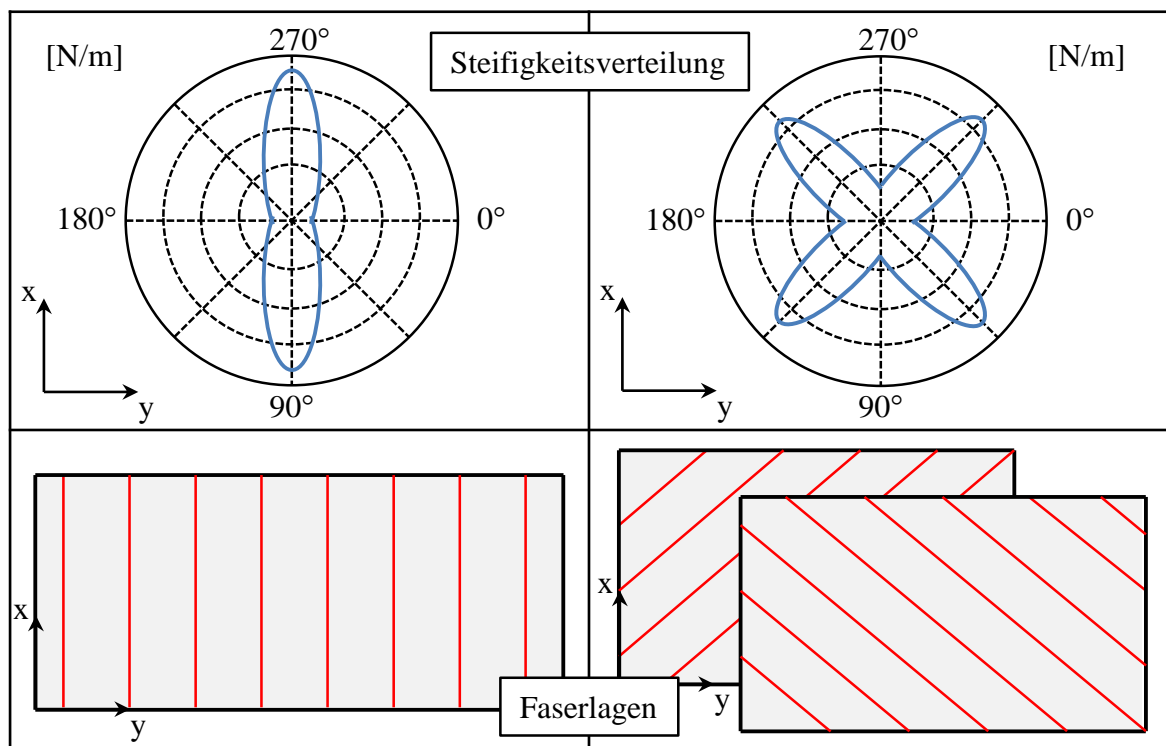 [N/m]
270°
Steifigkeitsverteilung
270°
[N/m]
180°
0°
180°
0°
x
y
90°
x
y
90°
x
y
Faserlagen
x
y